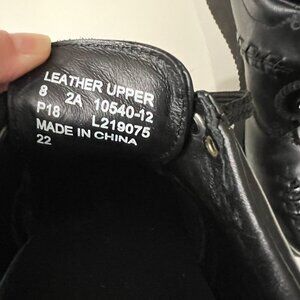 LEATHER UPPER
8 2A 10540-12
P18 L219075
MADE IN CHINA
22